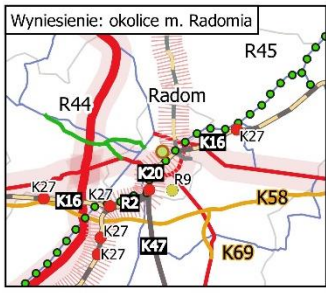 Wyniesienie: okolice m. Radomia
R45
R44
Radom
K16
K27
K20
K27
K16
K27
R2
R9
K58
K27
K47
K69
K27